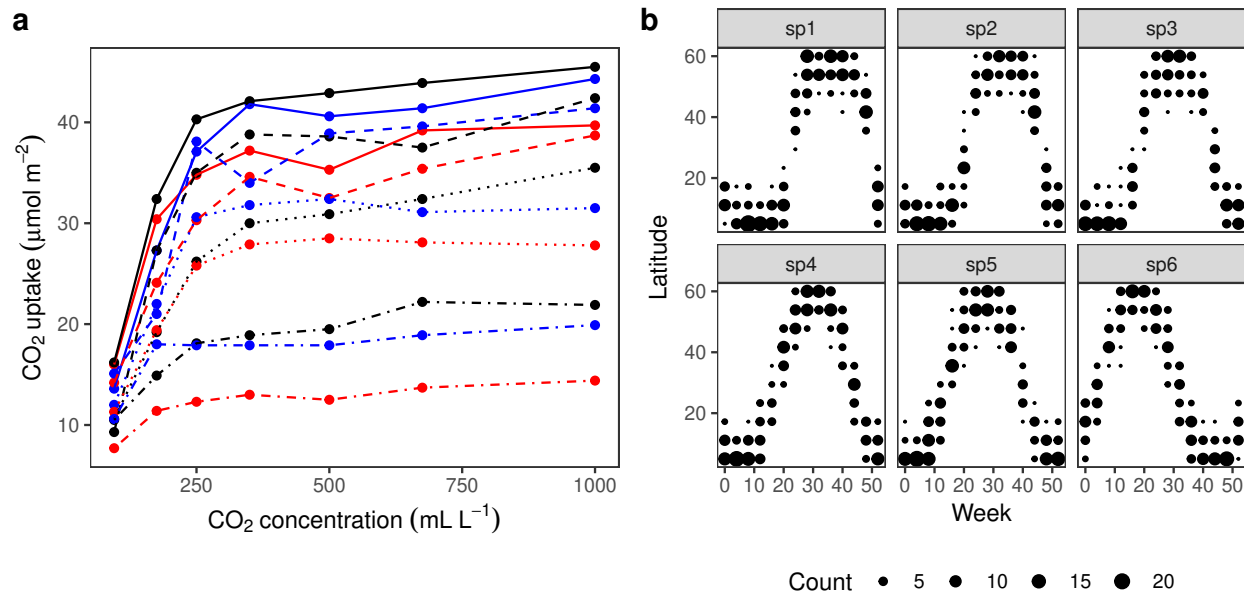 a
CO₂ uptake (μmol m⁻²)
40
30
20
10
250 500 750 1000
CO₂ concentration (mL L⁻¹)
b
sp1 sp2 sp3
60
40
20
sp4 sp5 sp6
60
40
20
Latitude
0 10 20 30 40 50 0 10 20 30 40 50 0 10 20 30 40 50
Week
Count 5 10 15 20